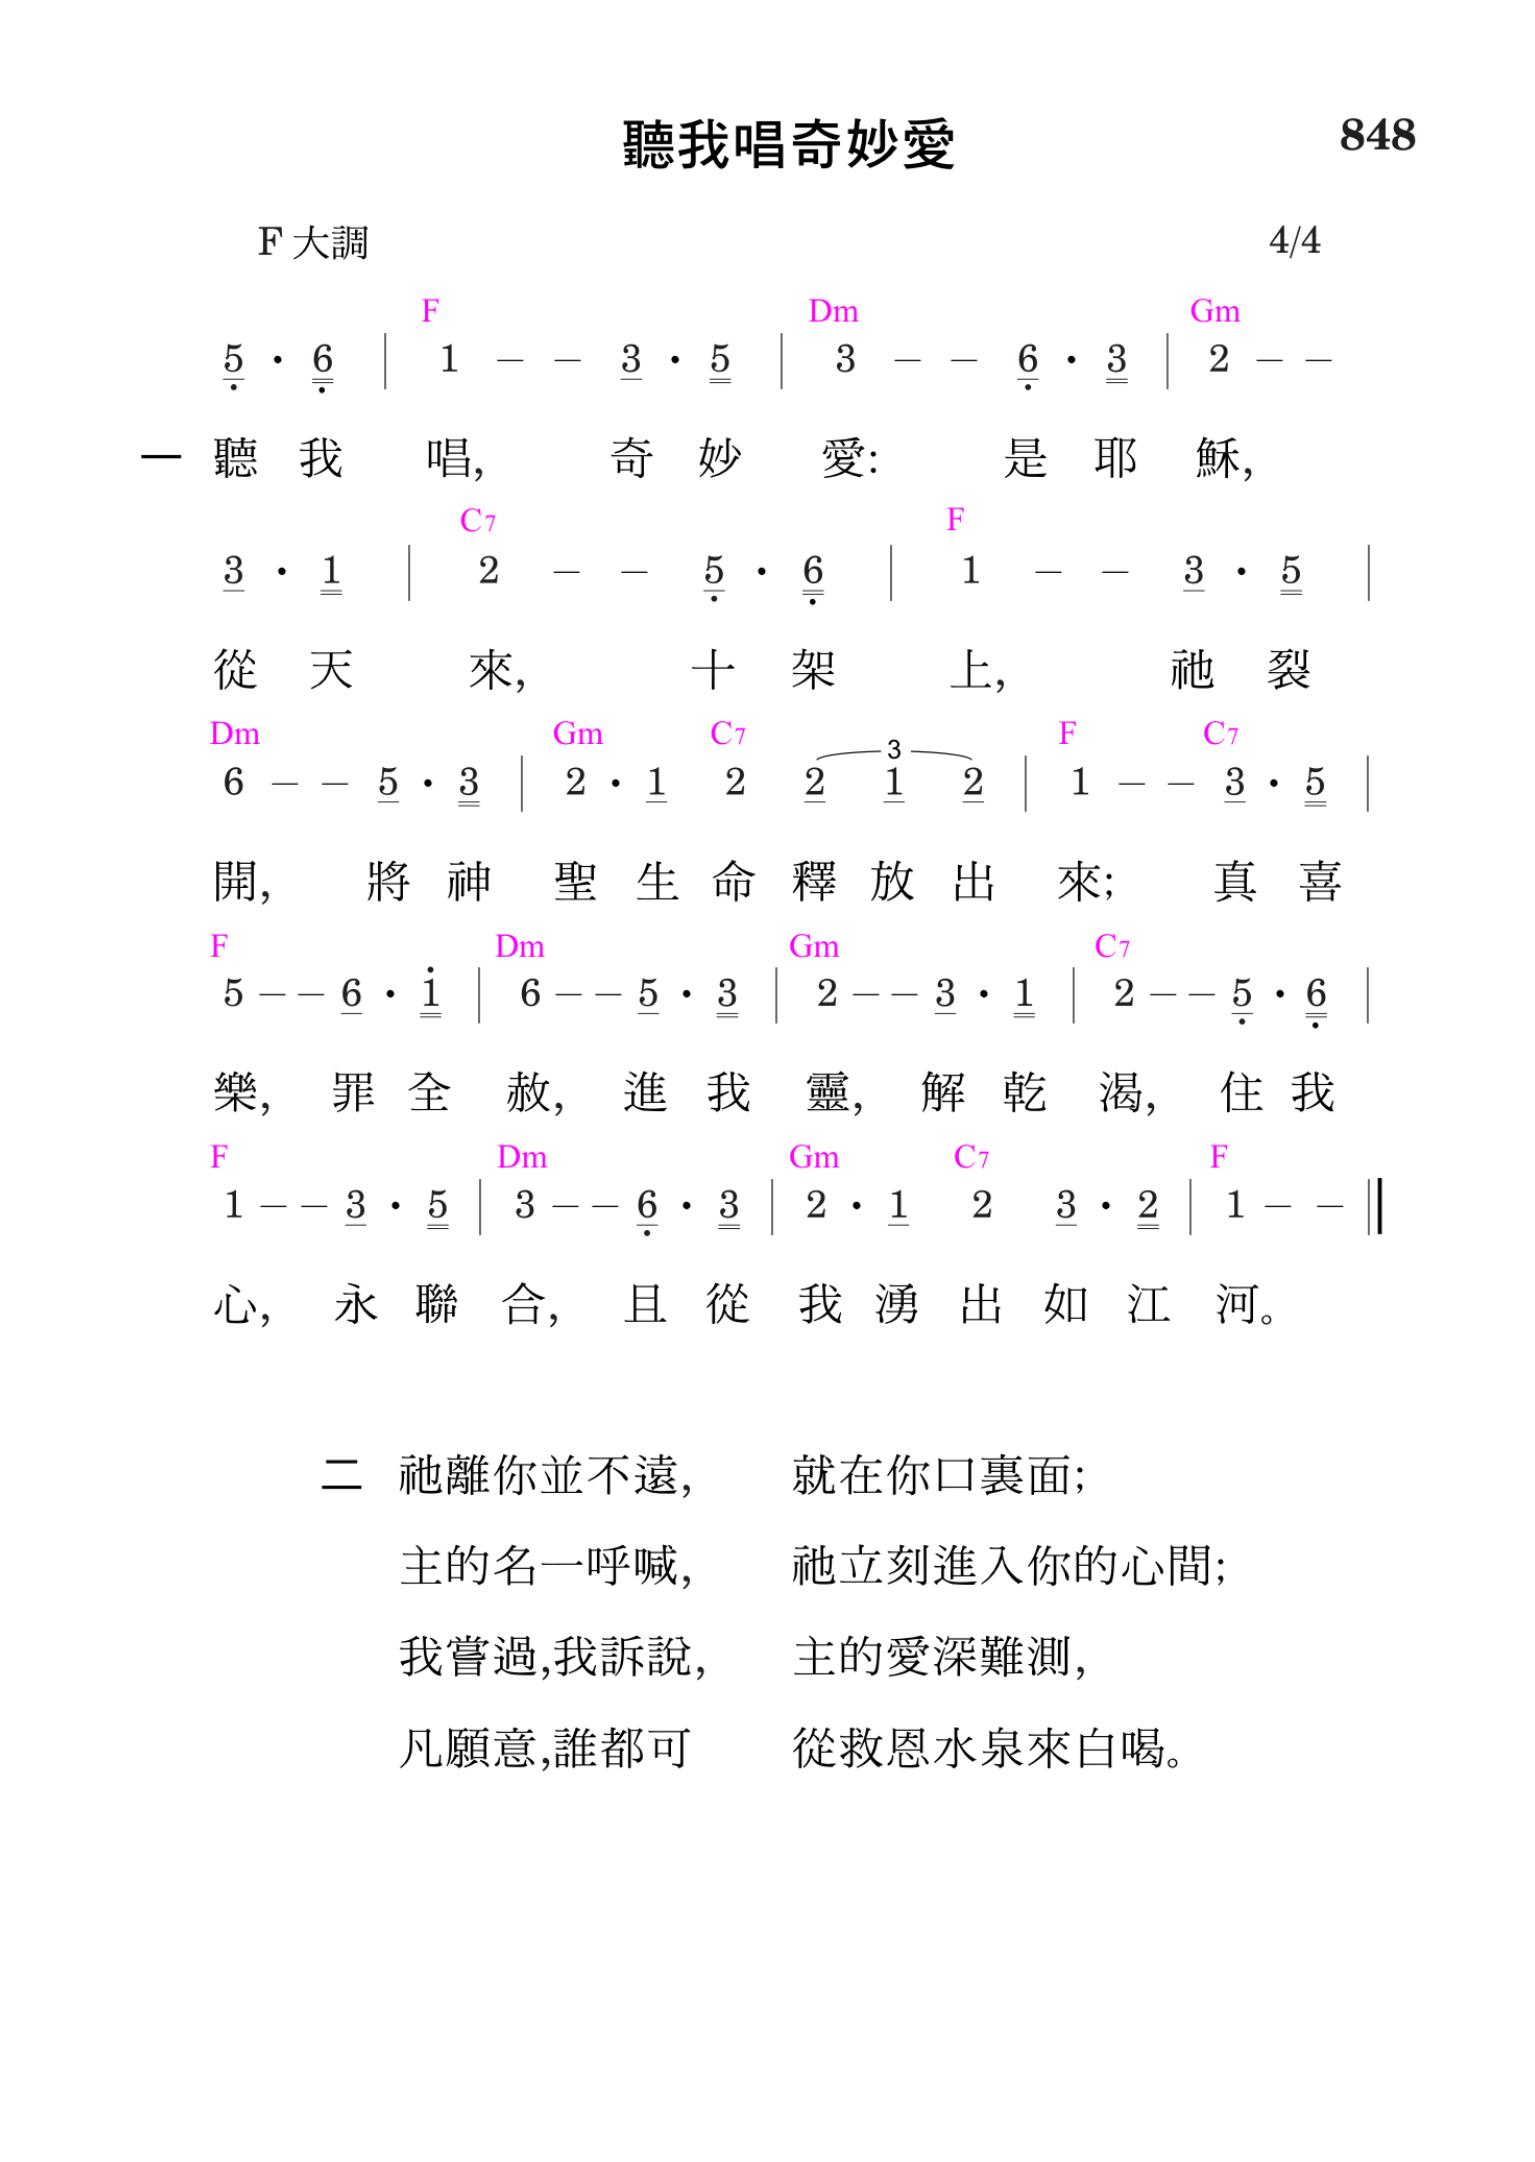 聽我唱奇妙愛 848
F 大調 4/4
F Dm Gm
5 · 6 | 1 – – 3 · 5 | 3 – – 6 · 3 | 2 – –
一 聽 我 唱, 奇 妙 愛: 是 耶 穌,
C7 F
3 · 1 | 2 – – 5 · 6 | 1 – – 3 · 5 |
從 天 來, 十 架 上, 祂 裂
Dm Gm C7 3 F C7
6 – – 5 · 3 | 2 · 1 2 2 1 2 | 1 – – 3 · 5 |
開, 將 神 聖 生 命 釋 放 出 來; 真 喜
F Dm Gm C7
5 – – 6 · 1 | 6 – – 5 · 3 | 2 – – 3 · 1 | 2 – – 5 · 6 |
樂, 罪 全 赦, 進 我 靈, 解 乾 渴, 住 我
F Dm Gm C7 F
1 – – 3 · 5 | 3 – – 6 · 3 | 2 · 1 2 3 · 2 | 1 – – ‖
心, 永 聯 合, 且 從 我 湧 出 如 江 河。
二 祂離你並不遠, 就在你口裏面;
主的名一呼喊, 祂立刻進入你的心間;
我嘗過,我訴說, 主的愛深難測,
凡願意,誰都可 從救恩水泉來白喝。